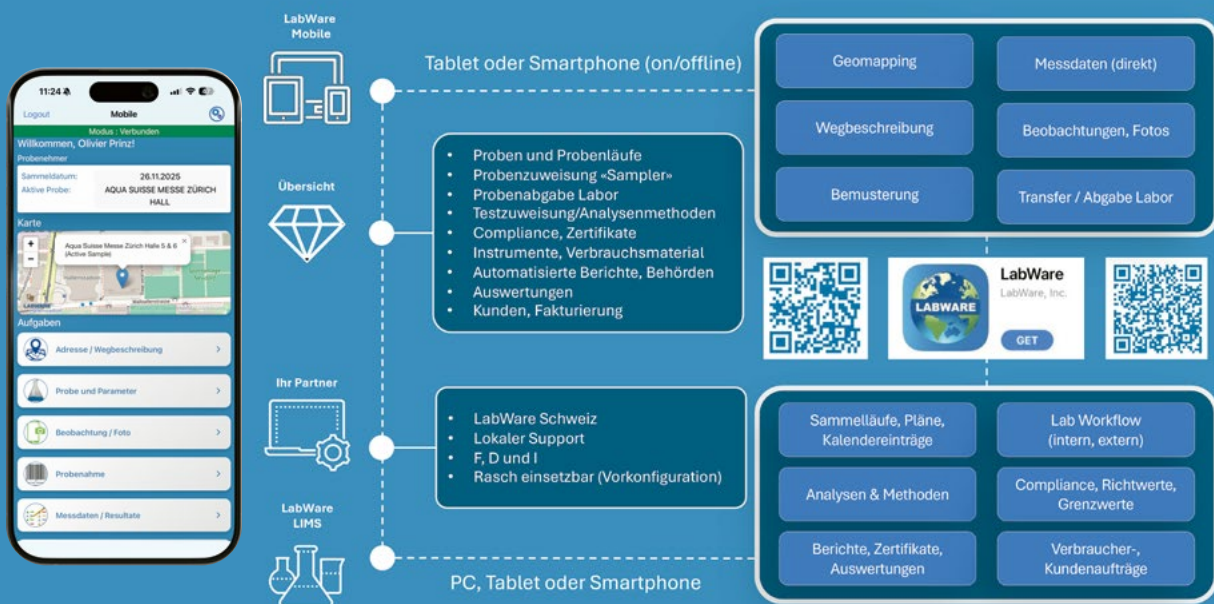 11:24
Logout
Mobile
Modus : Verbunden
Willkommen, Olivier Prinz!
Probenehmer
Sammeldatum: 26.11.2025
Aktive Probe: AQUA SUISSE MESSE ZÜRICH
HALL
Karte
+
−
Aqua Suisse Messe Zürich Halle 5 & 6
(Active Sample)
×
Aufgaben
Adresse / Wegbeschreibung
Probe und Parameter
Beobachtung / Foto
Probenahme
Messdaten / Resultate
LabWare
Mobile
Übersicht
Ihr Partner
LabWare
LIMS
Tablet oder Smartphone (on/offline)
• Proben und Probenläufe
• Probenzuweisung «Sampler»
• Probenabgabe Labor
• Testzuweisung/Analysenmethoden
• Compliance, Zertifikate
• Instrumente, Verbrauchsmaterial
• Automatisierte Berichte, Behörden
• Auswertungen
• Kunden, Fakturierung
• LabWare Schweiz
• Lokaler Support
• F, D und I
• Rasch einsetzbar (Vorkonfiguration)
PC, Tablet oder Smartphone
Geomapping
Messdaten (direkt)
Wegbeschreibung
Beobachtungen, Fotos
Bemusterung
Transfer / Abgabe Labor
LABWARE
LabWare
LabWare, Inc.
GET
Sammelläufe, Pläne,
Kalendereinträge
Lab Workflow
(intern, extern)
Analysen & Methoden
Compliance, Richtwerte,
Grenzwerte
Berichte, Zertifikate,
Auswertungen
Verbraucher-,
Kundenaufträge